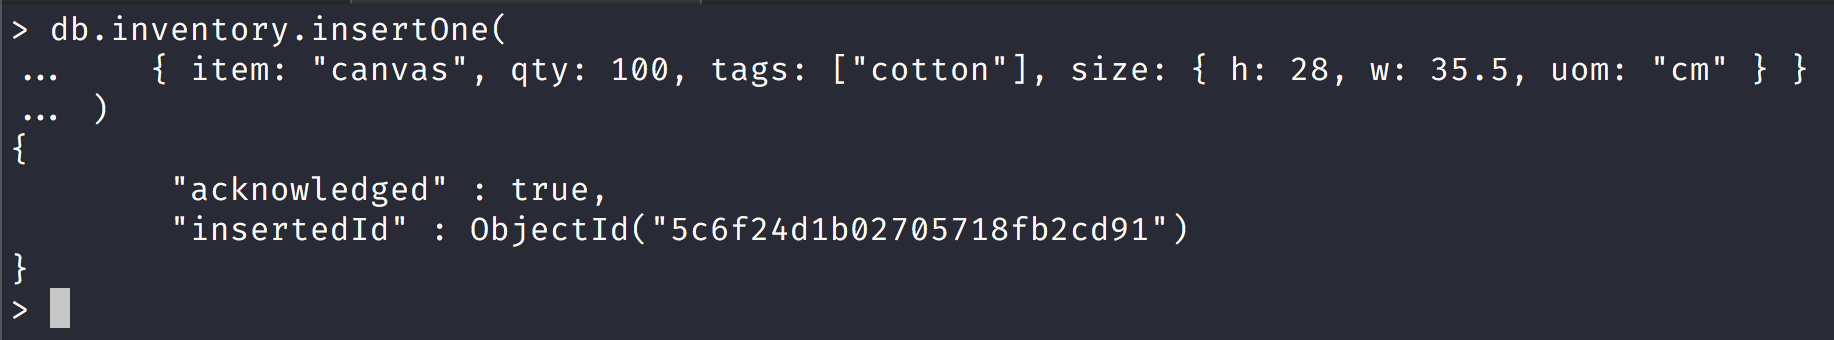 > db.inventory.insertOne(
...    { item: "canvas", qty: 100, tags: ["cotton"], size: { h: 28, w: 35.5, uom: "cm" } }
... )
{
        "acknowledged" : true,
        "insertedId" : ObjectId("5c6f24d1b02705718fb2cd91")
}
>